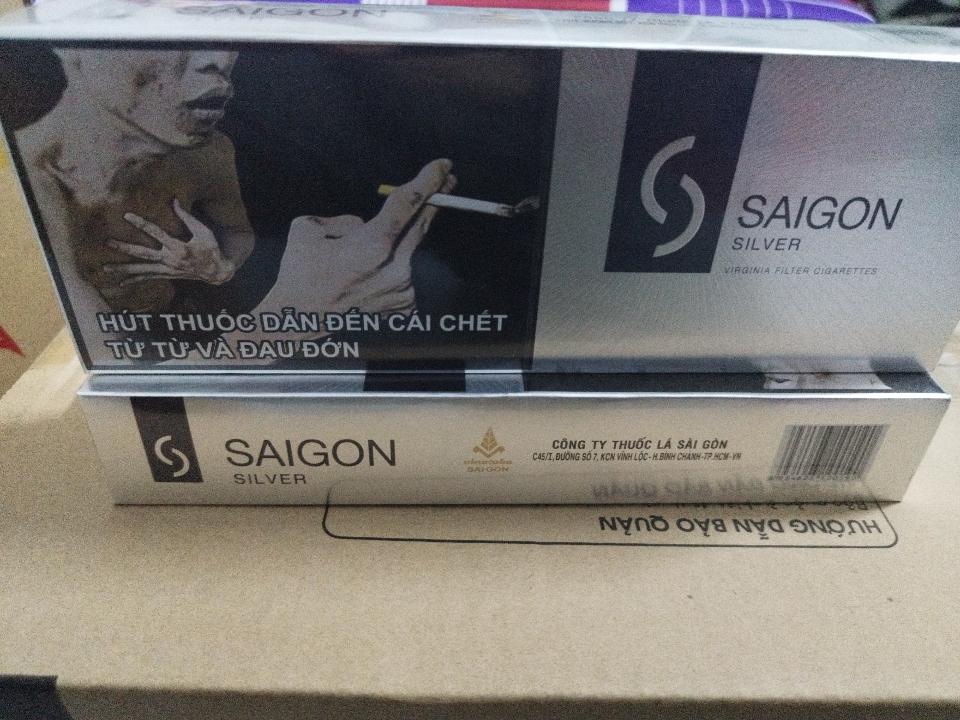 SAIGON
HÚT THUỐC DẪN ĐẾN CÁI CHẾT
TỪ TỪ VÀ ĐAU ĐỚN
SAIGON
SILVER
VIRGINIA FILTER CIGARETTES
SAIGON
SILVER
vinataba
SAIGON
CÔNG TY THUỐC LÁ SÀI GÒN
C45/I, ĐƯỜNG SỐ 7, KCN VĨNH LỘC - H.BÌNH CHÁNH-TP.HCM-VN
HƯỚNG DẪN BẢO QUẢN